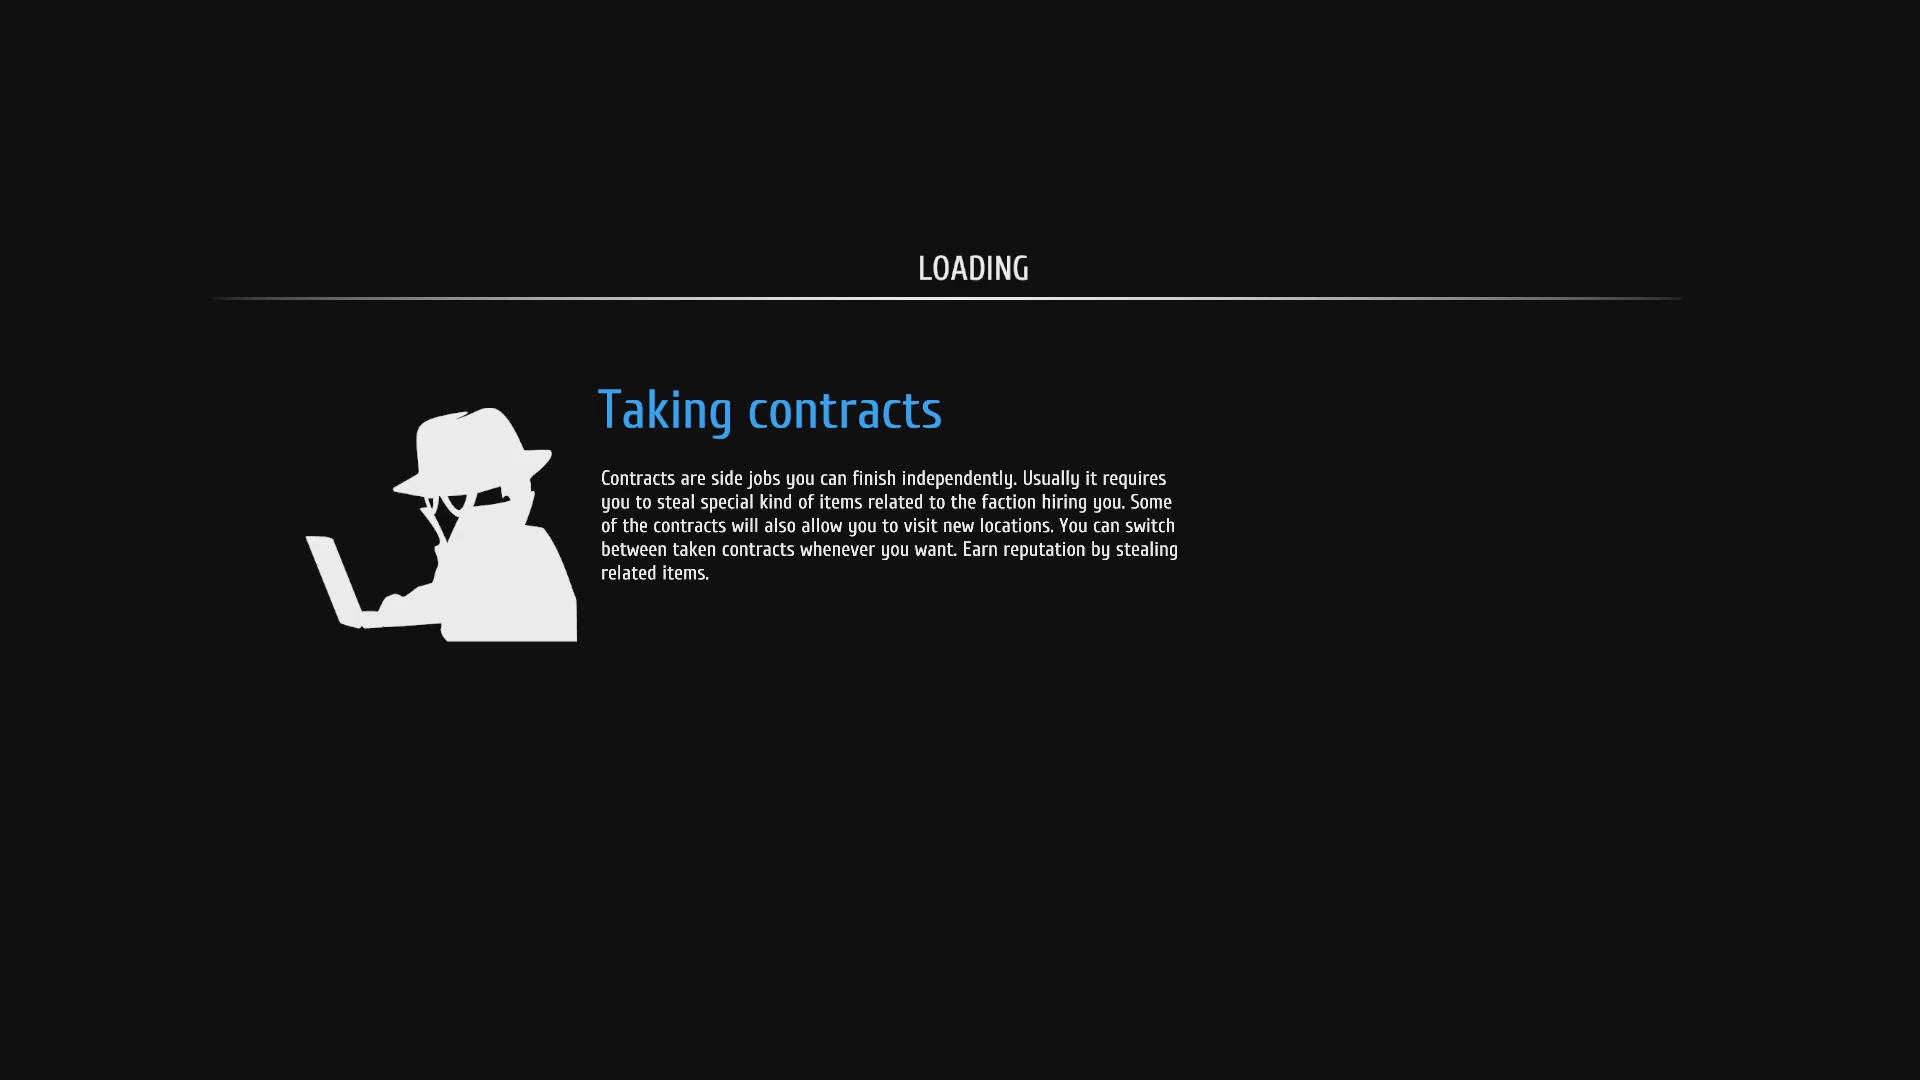 LOADING
Taking contracts
Contracts are side jobs you can finish independently. Usually it requires
you to steal special kind of items related to the faction hiring you. Some
of the contracts will also allow you to visit new locations. You can switch
between taken contracts whenever you want. Earn reputation by stealing
related items.